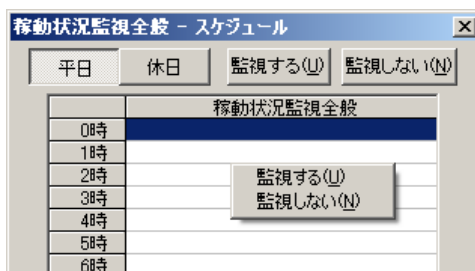 稼動状況監視全般 - スケジュール
平日 休日 監視する(U) 監視しない(N)
稼動状況監視全般
0時
1時
2時
監視する(U)
3時
監視しない(N)
4時
5時
6時